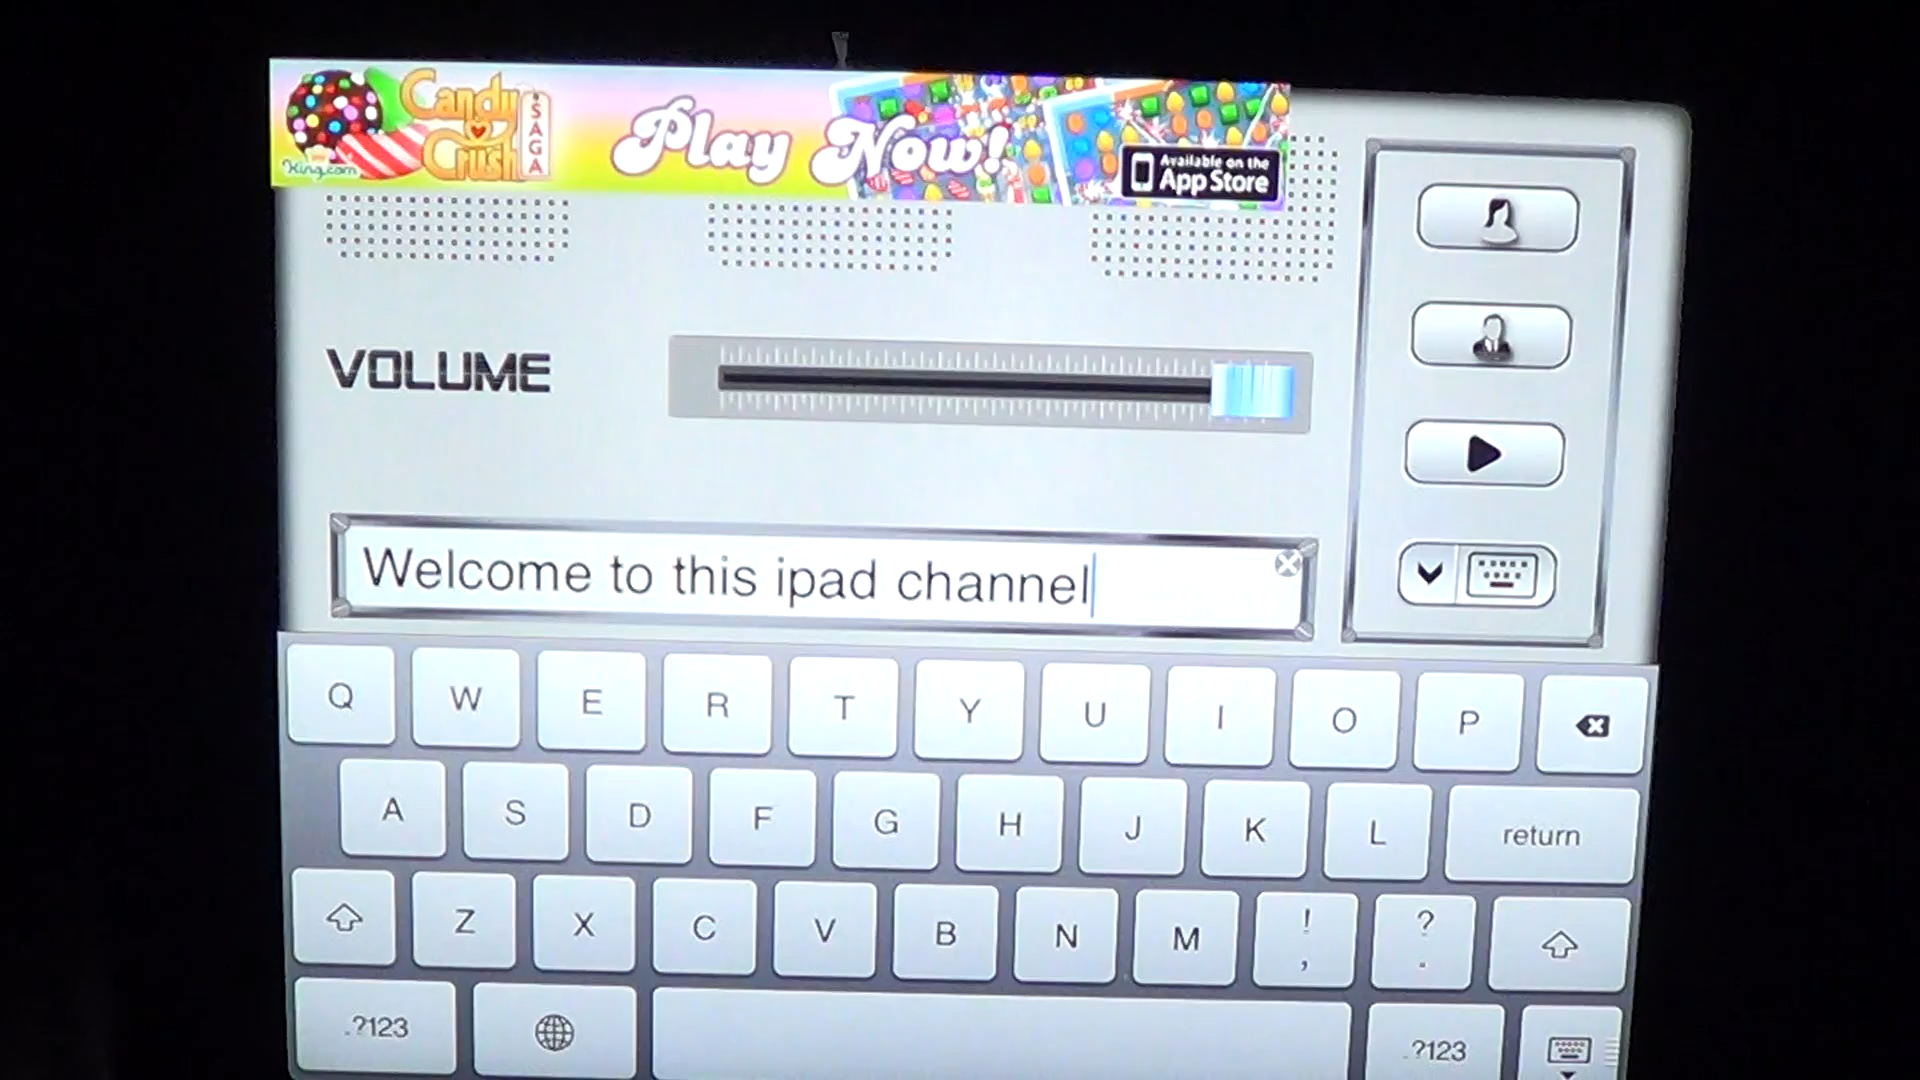 Candy
Crush
SAGA
King.com
Play Now!
Available on the
App Store
VOLUME
Welcome to this ipad channel
Q W E R T Y U I O P
A S D F G H J K L return
Z X C V B N M ! , ? .
.?123 .?123